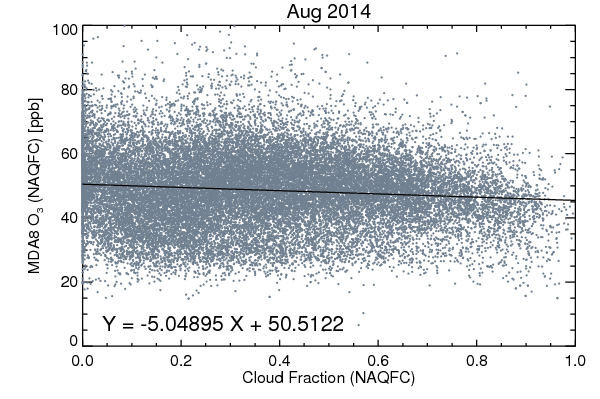 Aug 2014
MDA8 O3 (NAQFC) [ppb]
100
80
60
40
20
0
Y = -5.04895 X + 50.5122
0.0 0.2 0.4 0.6 0.8 1.0
Cloud Fraction (NAQFC)